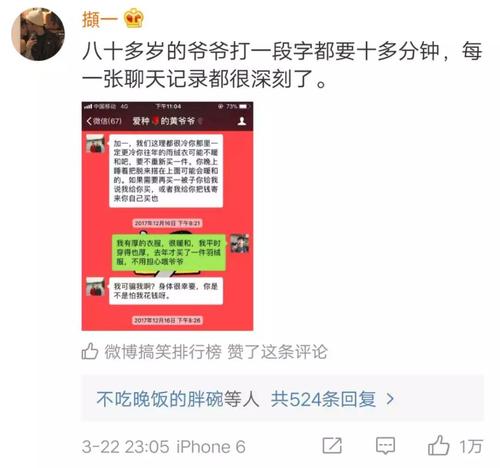 擷一
八十多岁的爷爷打一段字都要十多分钟，每
一张聊天记录都很深刻了。
中国移动 4G 下午11:04 73%
微信(67) 爱种🌶的黄爷爷
加一，我们这理都很冷你那里一
定更冷你往年的雨绒衣可能不暖
和吧，要不重新买一件。你晚上
睡着把脱来搭在上面可能会暖和
的。如果需要再买一被子你给我
说我给你买，或者我给你把钱寄
来你自己买也
2017年12月16日 下午8:21
我有厚的衣服，很暖和，我平时
穿得也厚，去年才买了一件羽绒
服，不用担心哦爷爷
我可骗我啊？身体很幸要，你是
不是怕我花钱呀。
2017年12月16日 下午8:26
微博搞笑排行榜 赞了这条评论
不吃晚饭的胖碗等人 共524条回复 >
3-22 23:05 iPhone 6 1万